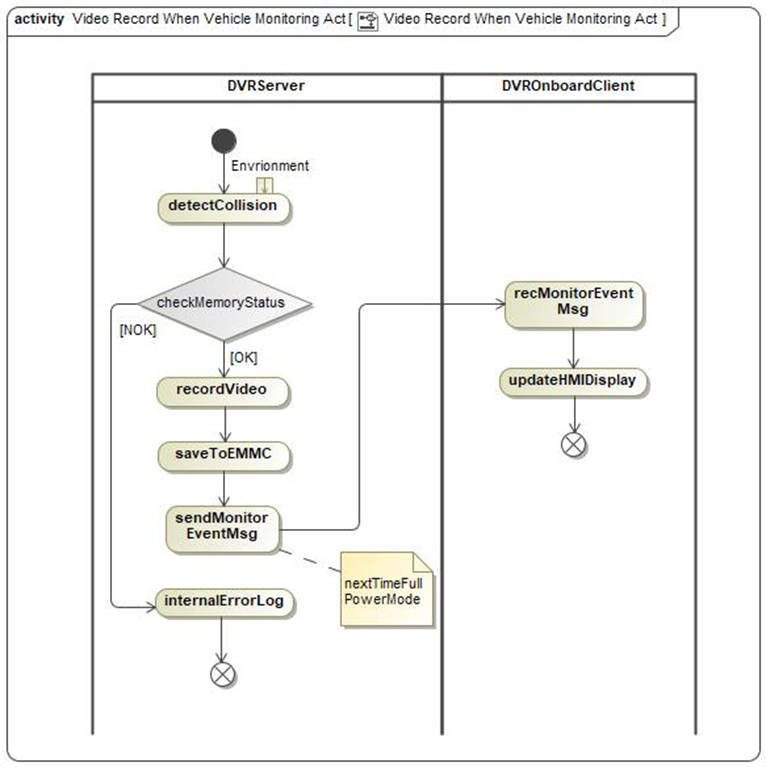 activity Video Record When Vehicle Monitoring Act [ Video Record When Vehicle Monitoring Act ]
DVRServer
DVROnboardClient
Envrionment
detectCollision
checkMemoryStatus
[NOK]
[OK]
recordVideo
saveToEMMC
sendMonitor
EventMsg
nextTimeFull
PowerMode
internalErrorLog
recMonitorEvent
Msg
updateHMIDisplay